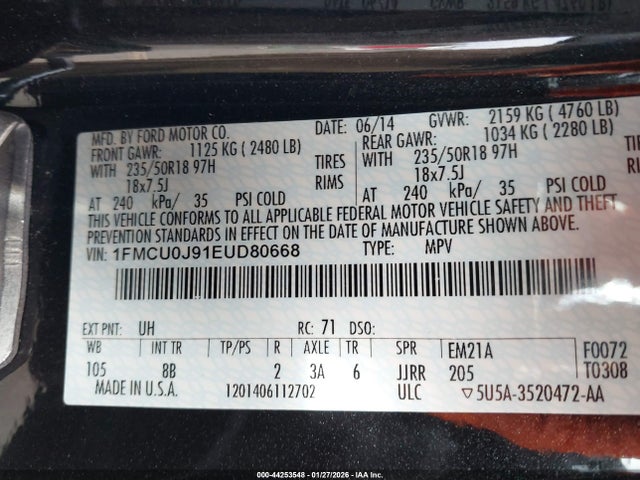 MFD. BY FORD MOTOR CO. DATE: 06/14 GVWR: 2159 KG (4760 LB)
FRONT GAWR: 1125 KG (2480 LB) REAR GAWR: 1034 KG (2280 LB)
WITH 235/50R18 97H TIRES WITH 235/50R18 97H
18x7.5J RIMS 18x7.5J
AT 240 kPa/ 35 PSI COLD AT 240 kPa/ 35 PSI COLD
THIS VEHICLE CONFORMS TO ALL APPLICABLE FEDERAL MOTOR VEHICLE SAFETY AND THEFT
PREVENTION STANDARDS IN EFFECT ON THE DATE OF MANUFACTURE SHOWN ABOVE.
VIN: 1FMCU0J91EUD80668 TYPE: MPV
EXT PNT: UH RC: 71 DSO:
WB INT TR TP/PS R AXLE TR SPR EM21A F0072
105 8B 2 3A 6 JJRR 205 T0308
MADE IN U.S.A. 1201406112702 ULC ▽5U5A-3520472-AA
000-44253548 - 01/27/2026 - IAA Inc.